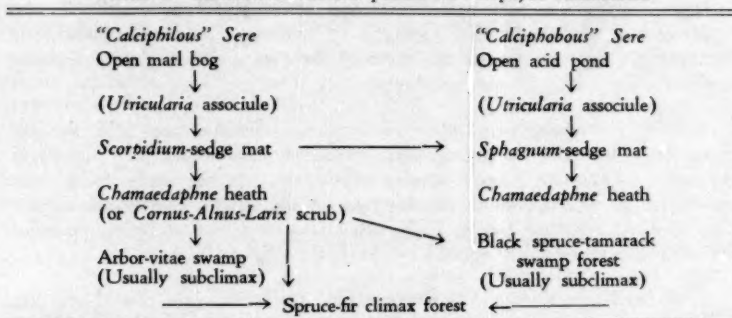 "Calciphilous" Sere
Open marl bog
(Utricularia associule)
Scorpidium-sedge mat
Chamaedaphne heath
(or Cornus-Alnus-Larix scrub)
Arbor-vitae swamp
(Usually subclimax)
"Calciphobous" Sere
Open acid pond
(Utricularia associule)
Sphagnum-sedge mat
Chamaedaphne heath
Black spruce-tamarack
swamp forest
(Usually subclimax)
Spruce-fir climax forest